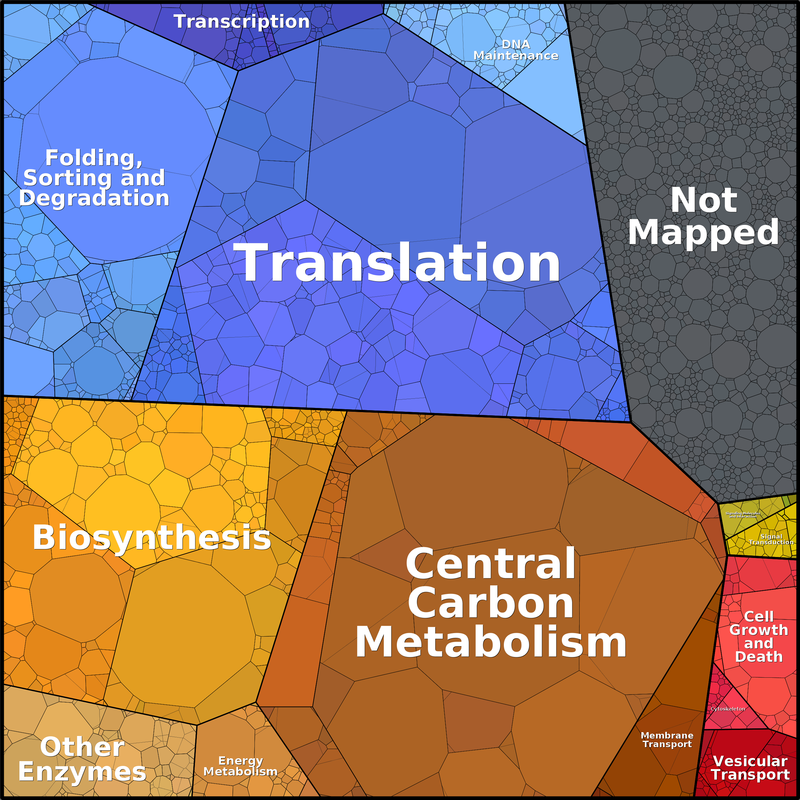 Transcription
DNA
Maintenance
Folding,
Sorting and
Degradation
Not
Mapped
Translation
Biosynthesis
Central
Carbon
Metabolism
Signal
Transduction
Cell
Growth
and
Death
Cytoskeleton
Other
Enzymes
Energy
Metabolism
Membrane
Transport
Vesicular
Transport